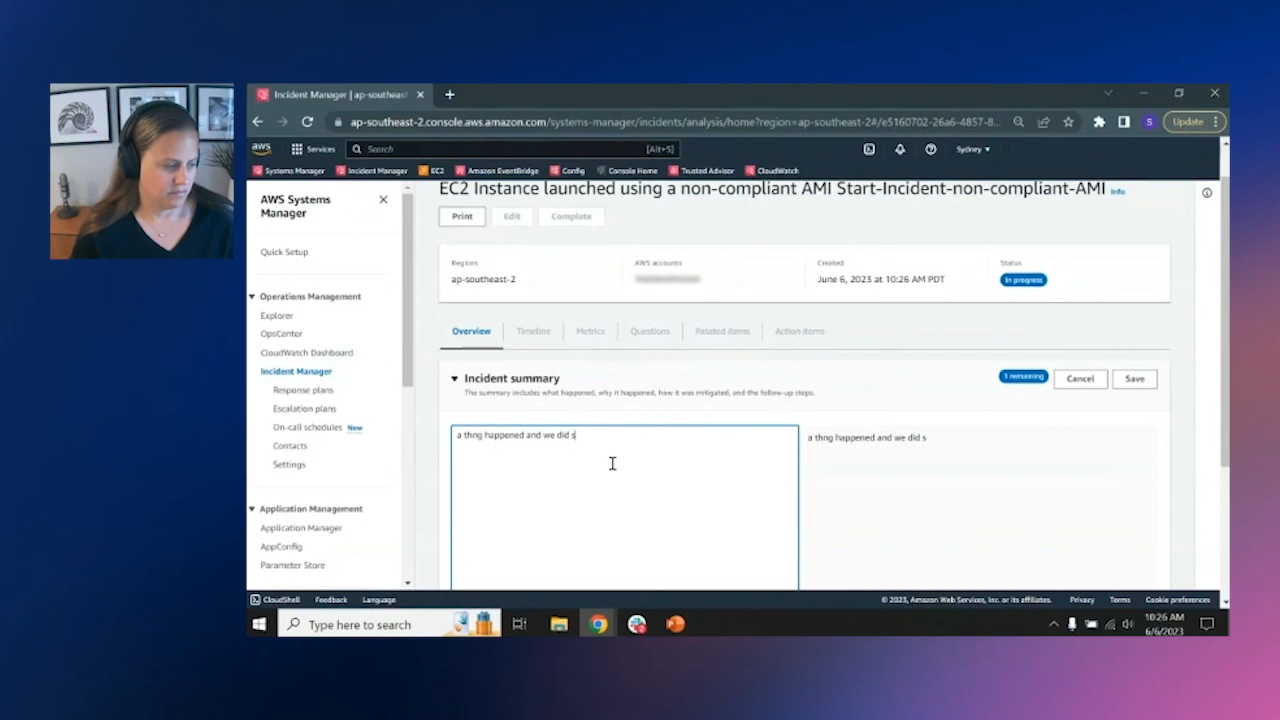 Incident Manager | ap-southeast
Update
ap-southeast-2.console.aws.amazon.com/systems-manager/incidents/analysis/home?region=ap-southeast-2#/e5160702-26a6-4857-8...
S
aws
Services
Search
[Alt+S]
Sydney
Systems Manager
Incident Manager
EC2
Amazon EventBridge
Config
Console Home
Trusted Advisor
CloudWatch
AWS Systems Manager
Quick Setup
Operations Management
Explorer
OpsCenter
CloudWatch Dashboard
Incident Manager
Response plans
Escalation plans
On-call schedules New
Contacts
Settings
Application Management
Application Manager
AppConfig
Parameter Store
EC2 Instance launched using a non-compliant AMI Start-Incident-non-compliant-AMI Info
Print
Edit
Complete
Regions
ap-southeast-2
AWS accounts
Created
June 6, 2023 at 10:26 AM PDT
Status
In progress
Overview
Timeline
Metrics
Questions
Related items
Action items
Incident summary
The summary includes what happened, why it happened, how it was mitigated, and the follow-up steps.
1 remaining
Cancel
Save
a thng happened and we did s
a thng happened and we did s
CloudShell
Feedback
Language
© 2023, Amazon Web Services, Inc. or its affiliates.
Privacy
Terms
Cookie preferences
Type here to search
10:26 AM
6/6/2023